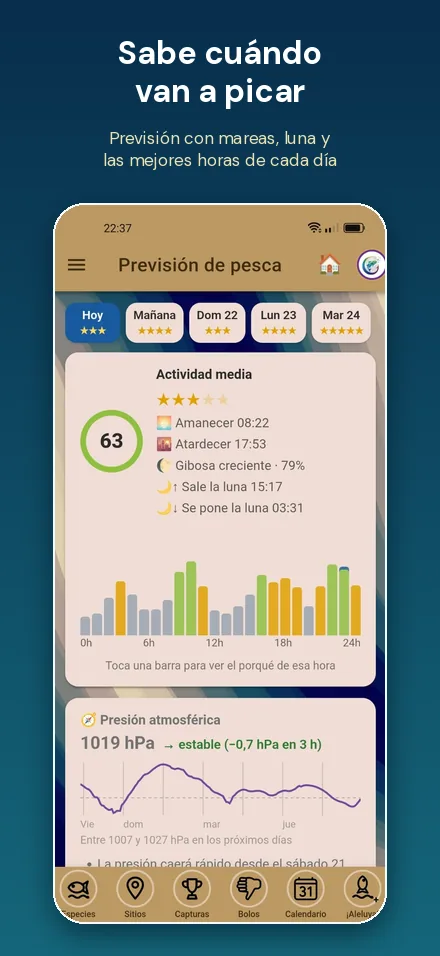 Sabe cuándo
van a picar
Previsión con mareas, luna y
las mejores horas de cada día
22:37
Previsión de pesca
Hoy
Mañana
Dom 22
Lun 23
Mar 24
Actividad media
63
Amanecer 08:22
Atardecer 17:53
Gibosa creciente · 79%
↑ Sale la luna 15:17
↓ Se pone la luna 03:31
0h 6h 12h 18h 24h
Toca una barra para ver el porqué de esa hora
Presión atmosférica
1019 hPa → estable (−0,7 hPa en 3 h)
Vie dom mar jue
Entre 1007 y 1027 hPa en los próximos días
• La presión caerá rápido desde el sábado 21
31
Especies Sitios Capturas Bolos Calendario ¡Aleluya